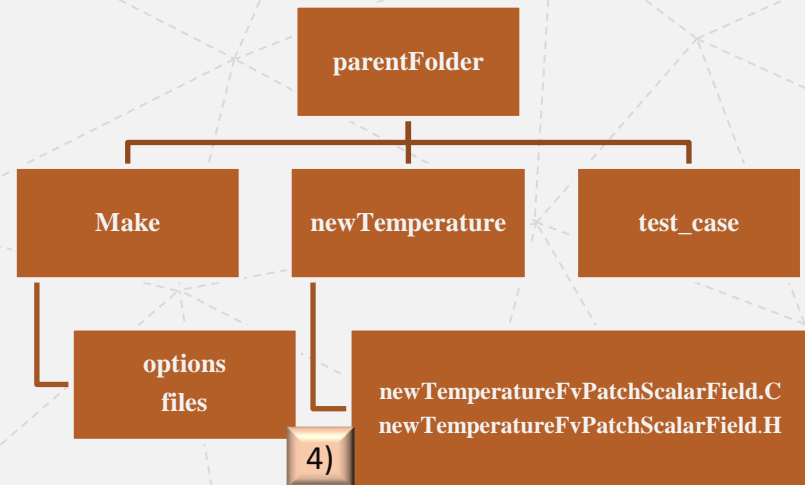 parentFolder
Make
newTemperature
test_case
options
files
newTemperatureFvPatchScalarField.C
newTemperatureFvPatchScalarField.H
4)